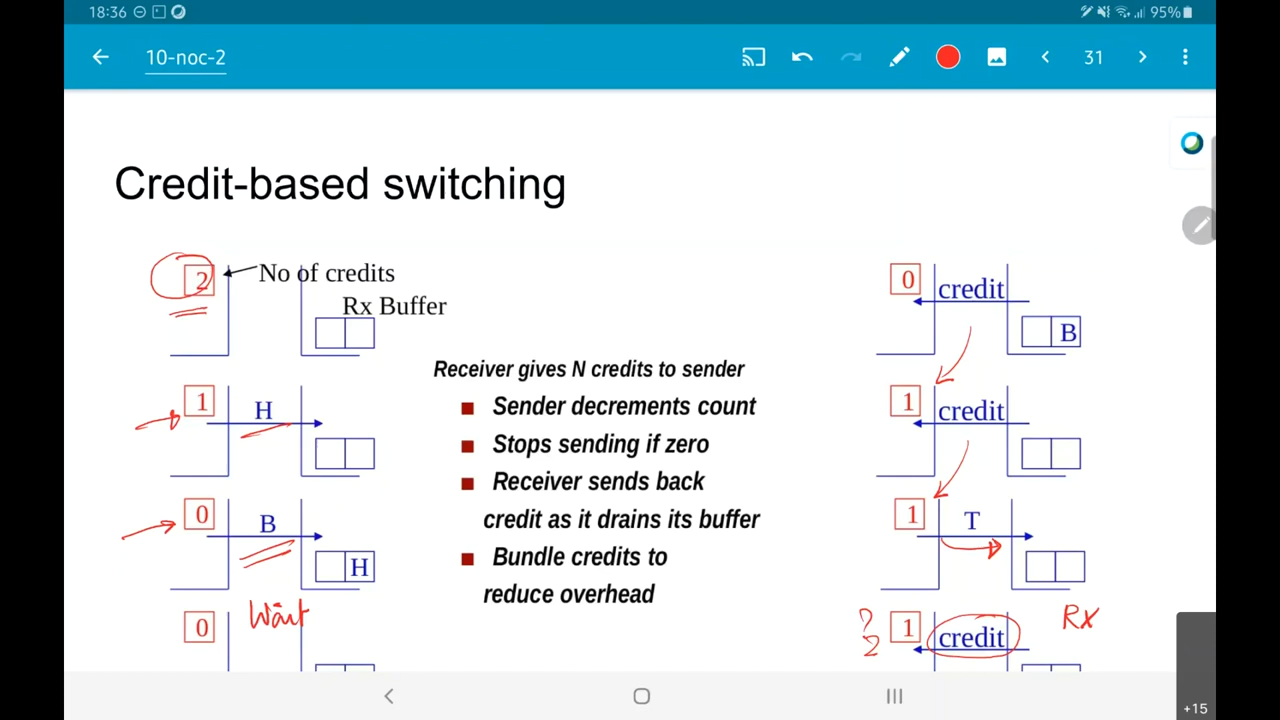 18:36
95%
10-noc-2
31
Credit-based switching
2
No of credits
Rx Buffer
1
H
0
B
H
Wait
0
Receiver gives N credits to sender
Sender decrements count
Stops sending if zero
Receiver sends back
credit as it drains its buffer
Bundle credits to
reduce overhead
0
credit
B
1
credit
1
T
Rx
?
2
1
credit
+15